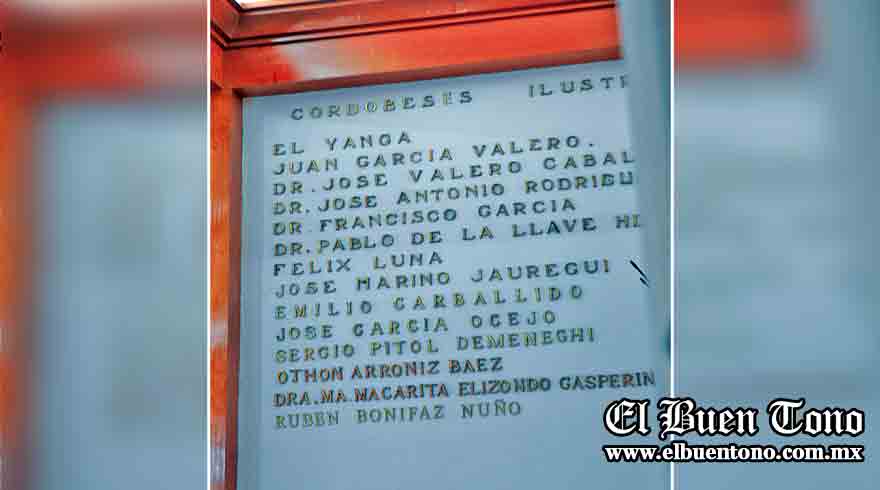 CORDOBESES ILUST
EL YANGA
JUAN GARCIA VALERO.
DR. JOSE VALERO CABAL
DR. JOSE ANTONIO RODRIGU
DR. FRANCISCO GARCIA
DR. PABLO DE LA LLAVE HE
FELIX LUNA
JOSE MARINO JAUREGUI
EMILIO CARBALLIDO
JOSE GARCIA OCEJO
SERGIO PITOL DEMENEGHI
OTHON ARRONIZ BAEZ
DRA. MA. MACARITA ELIZONDO GASPERIN
RUBEN BONIFAZ NUÑO
El Buen Tono
www.elbuentono.com.mx